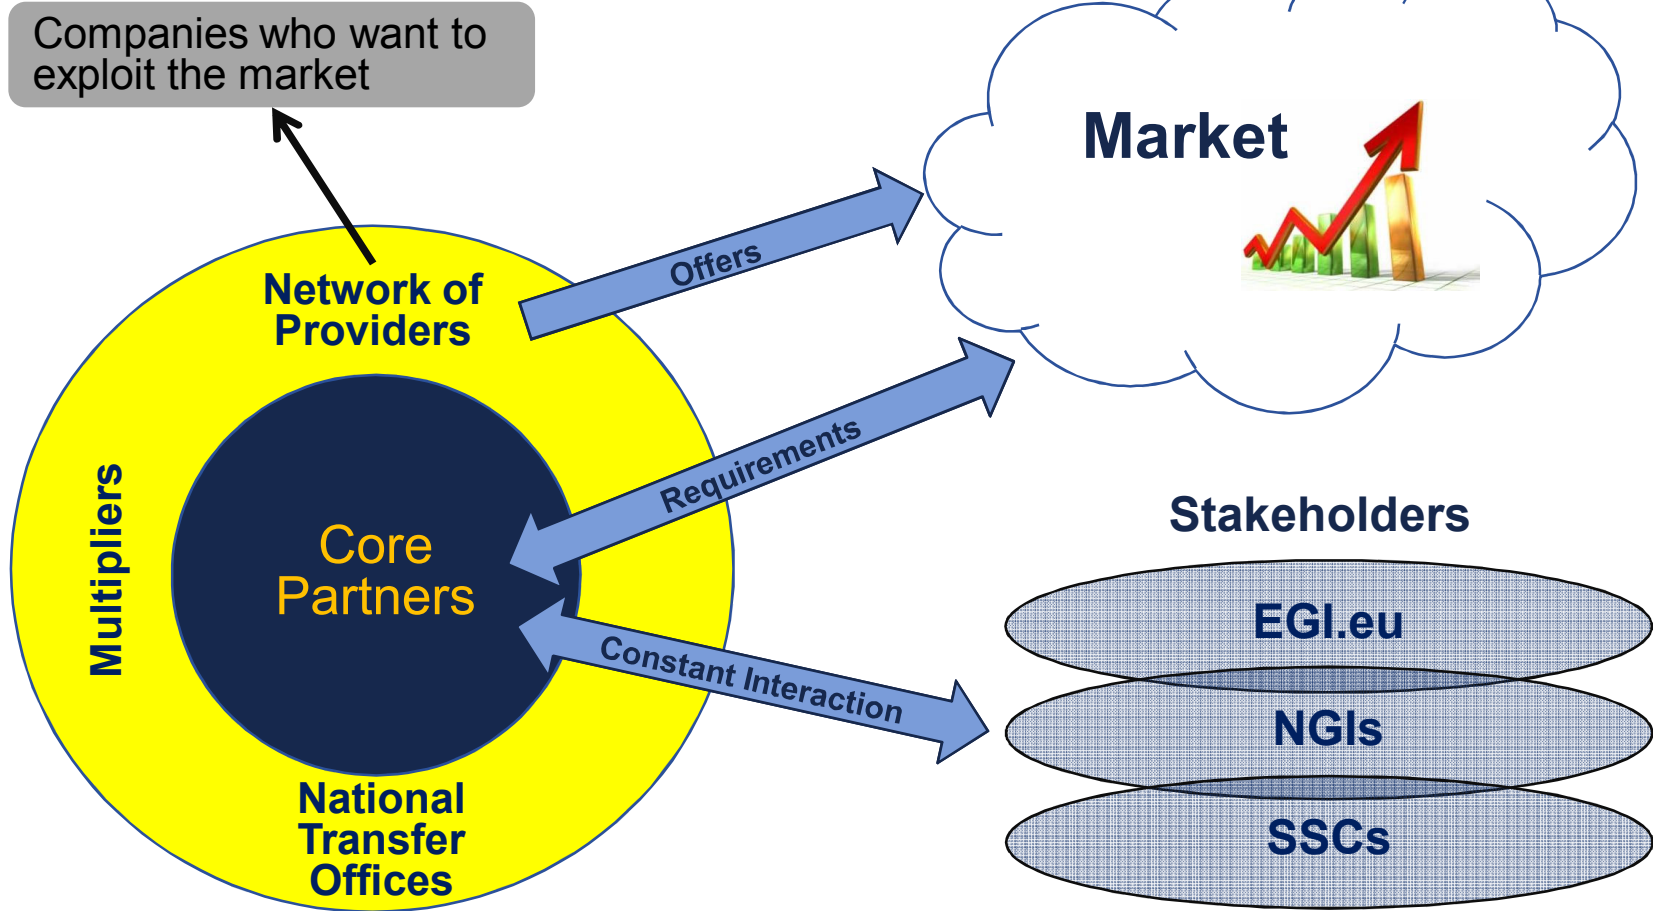 Companies who want to
exploit the market
Market
Offers
Network of
Providers
Requirements
Multipliers
Core
Partners
Constant Interaction
National
Transfer
Offices
Stakeholders
EGI.eu
NGIs
SSCs